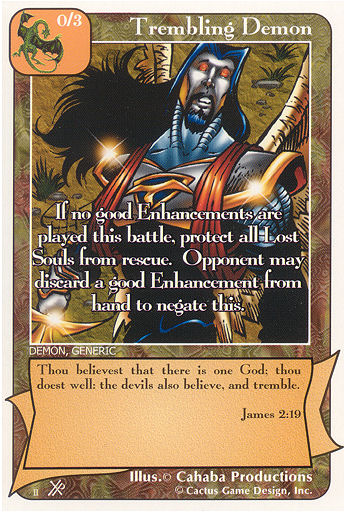 0/3
Trembling Demon
If no good Enhancements are
played this battle, protect all Lost
Souls from rescue. Opponent may
discard a good Enhancement from
hand to negate this.
DEMON, GENERIC
Thou believest that there is one God; thou
doest well: the devils also believe, and tremble.
James 2:19
Illus.© Cahaba Productions
II
© Cactus Game Design, Inc.